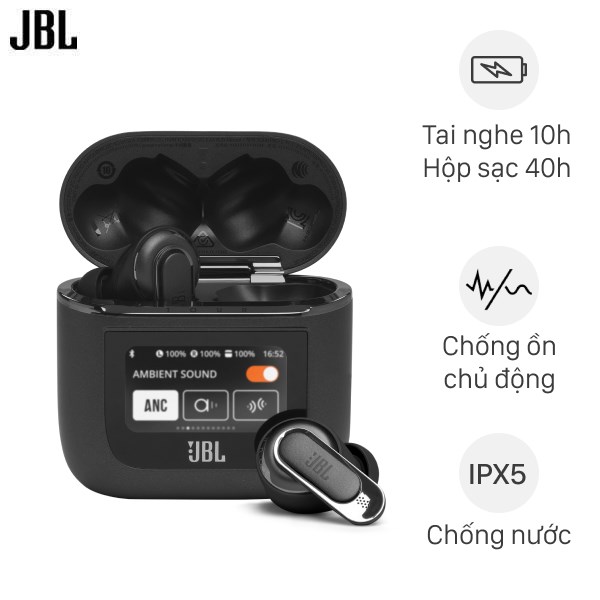 JBL
Tai nghe 10h
Hộp sạc 40h
Chống ồn
chủ động
IPX5
Chống nước
100% 100% 100% 16:52
AMBIENT SOUND
ANC
JBL
JBL